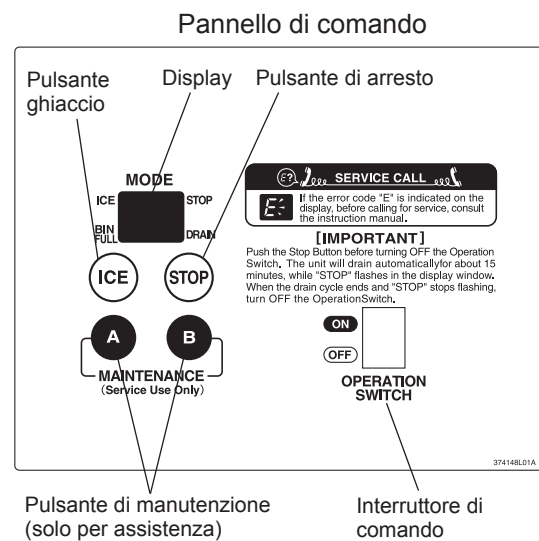 Pannello di comando
Pulsante
ghiaccio
Display
Pulsante di arresto
MODE
ICE
STOP
BIN
FULL
DRAIN
ICE
STOP
A
B
MAINTENANCE
(Service Use Only)
E? SERVICE CALL
E
If the error code "E" is indicated on the
display, before calling for service, consult
the instruction manual.
[IMPORTANT]
Push the Stop Button before turning OFF the Operation
Switch. The unit will drain automaticallyfor about 15
minutes, while "STOP" flashes in the display window.
When the drain cycle ends and "STOP" stops flashing,
turn OFF the OperationSwitch.
ON
OFF
OPERATION
SWITCH
374148L01A
Pulsante di manutenzione
(solo per assistenza)
Interruttore di
comando